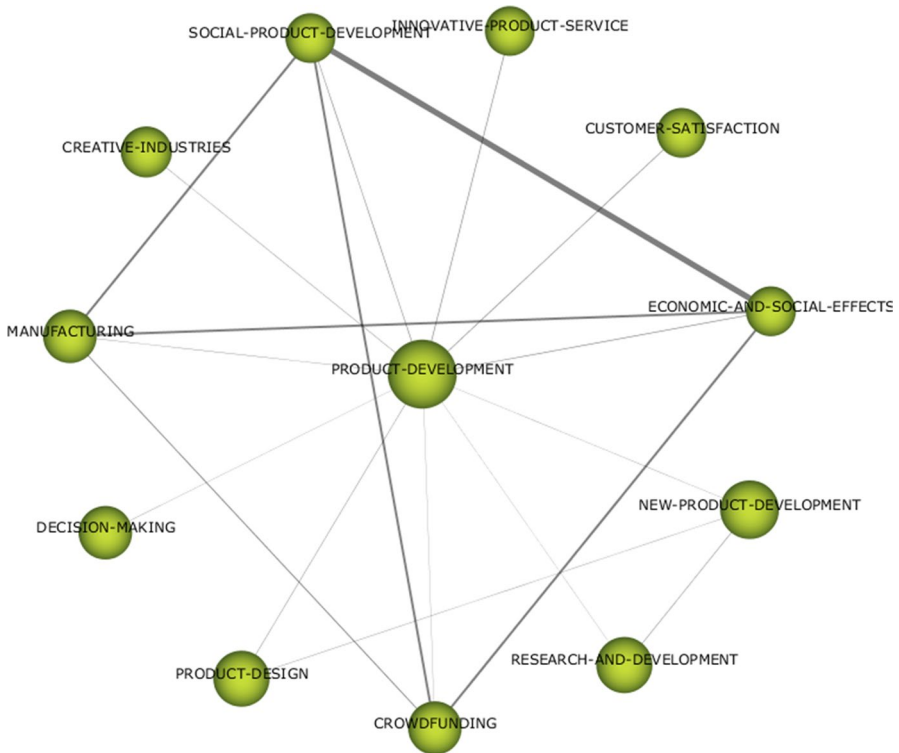 INNOVATIVE-PRODUCT-SERVICE
SOCIAL-PRODUCT-DEVELOPMENT
CUSTOMER-SATISFACTION
CREATIVE-INDUSTRIES
ECONOMIC-AND-SOCIAL-EFFECTS
MANUFACTURING
PRODUCT-DEVELOPMENT
NEW-PRODUCT-DEVELOPMENT
DECISION-MAKING
RESEARCH-AND-DEVELOPMENT
PRODUCT-DESIGN
CROWDFUNDING